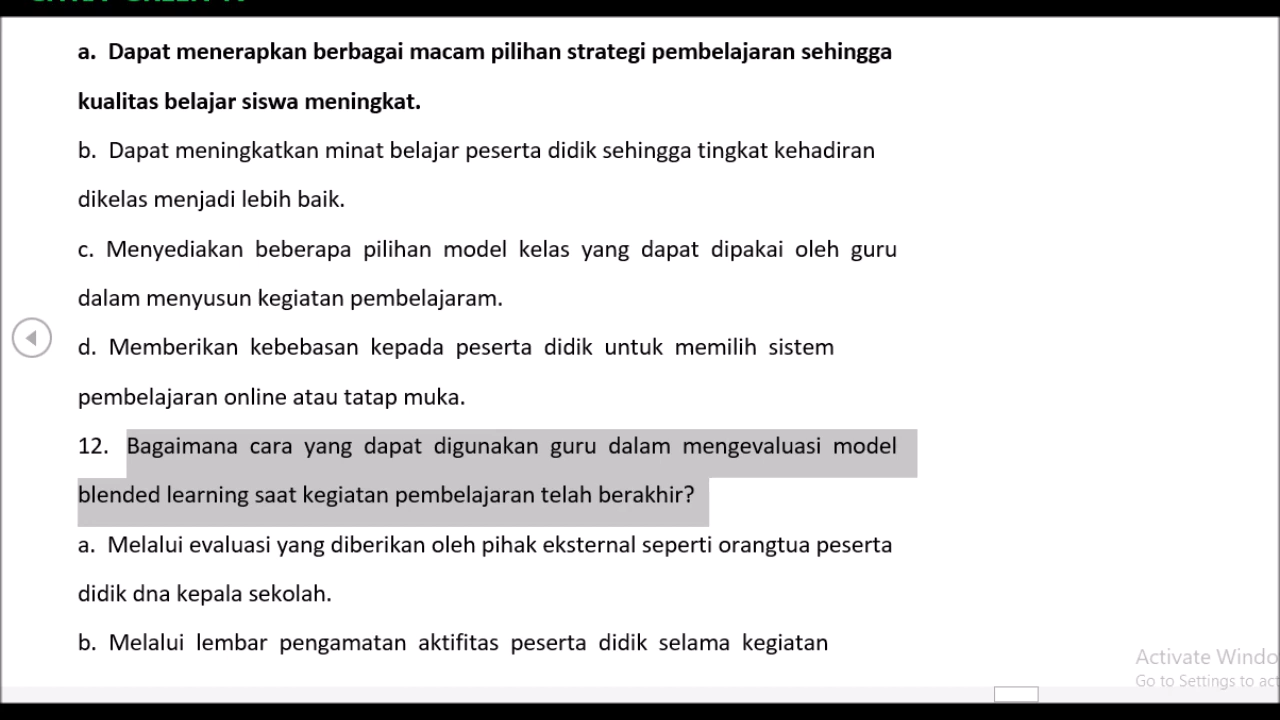 a. Dapat menerapkan berbagai macam pilihan strategi pembelajaran sehingga
kualitas belajar siswa meningkat.
b. Dapat meningkatkan minat belajar peserta didik sehingga tingkat kehadiran
dikelas menjadi lebih baik.
c. Menyediakan beberapa pilihan model kelas yang dapat dipakai oleh guru
dalam menyusun kegiatan pembelajaram.
d. Memberikan kebebasan kepada peserta didik untuk memilih sistem
pembelajaran online atau tatap muka.
12. Bagaimana cara yang dapat digunakan guru dalam mengevaluasi model
blended learning saat kegiatan pembelajaran telah berakhir?
a. Melalui evaluasi yang diberikan oleh pihak eksternal seperti orangtua peserta
didik dna kepala sekolah.
b. Melalui lembar pengamatan aktifitas peserta didik selama kegiatan
Activate Windo
Go to Settings to act